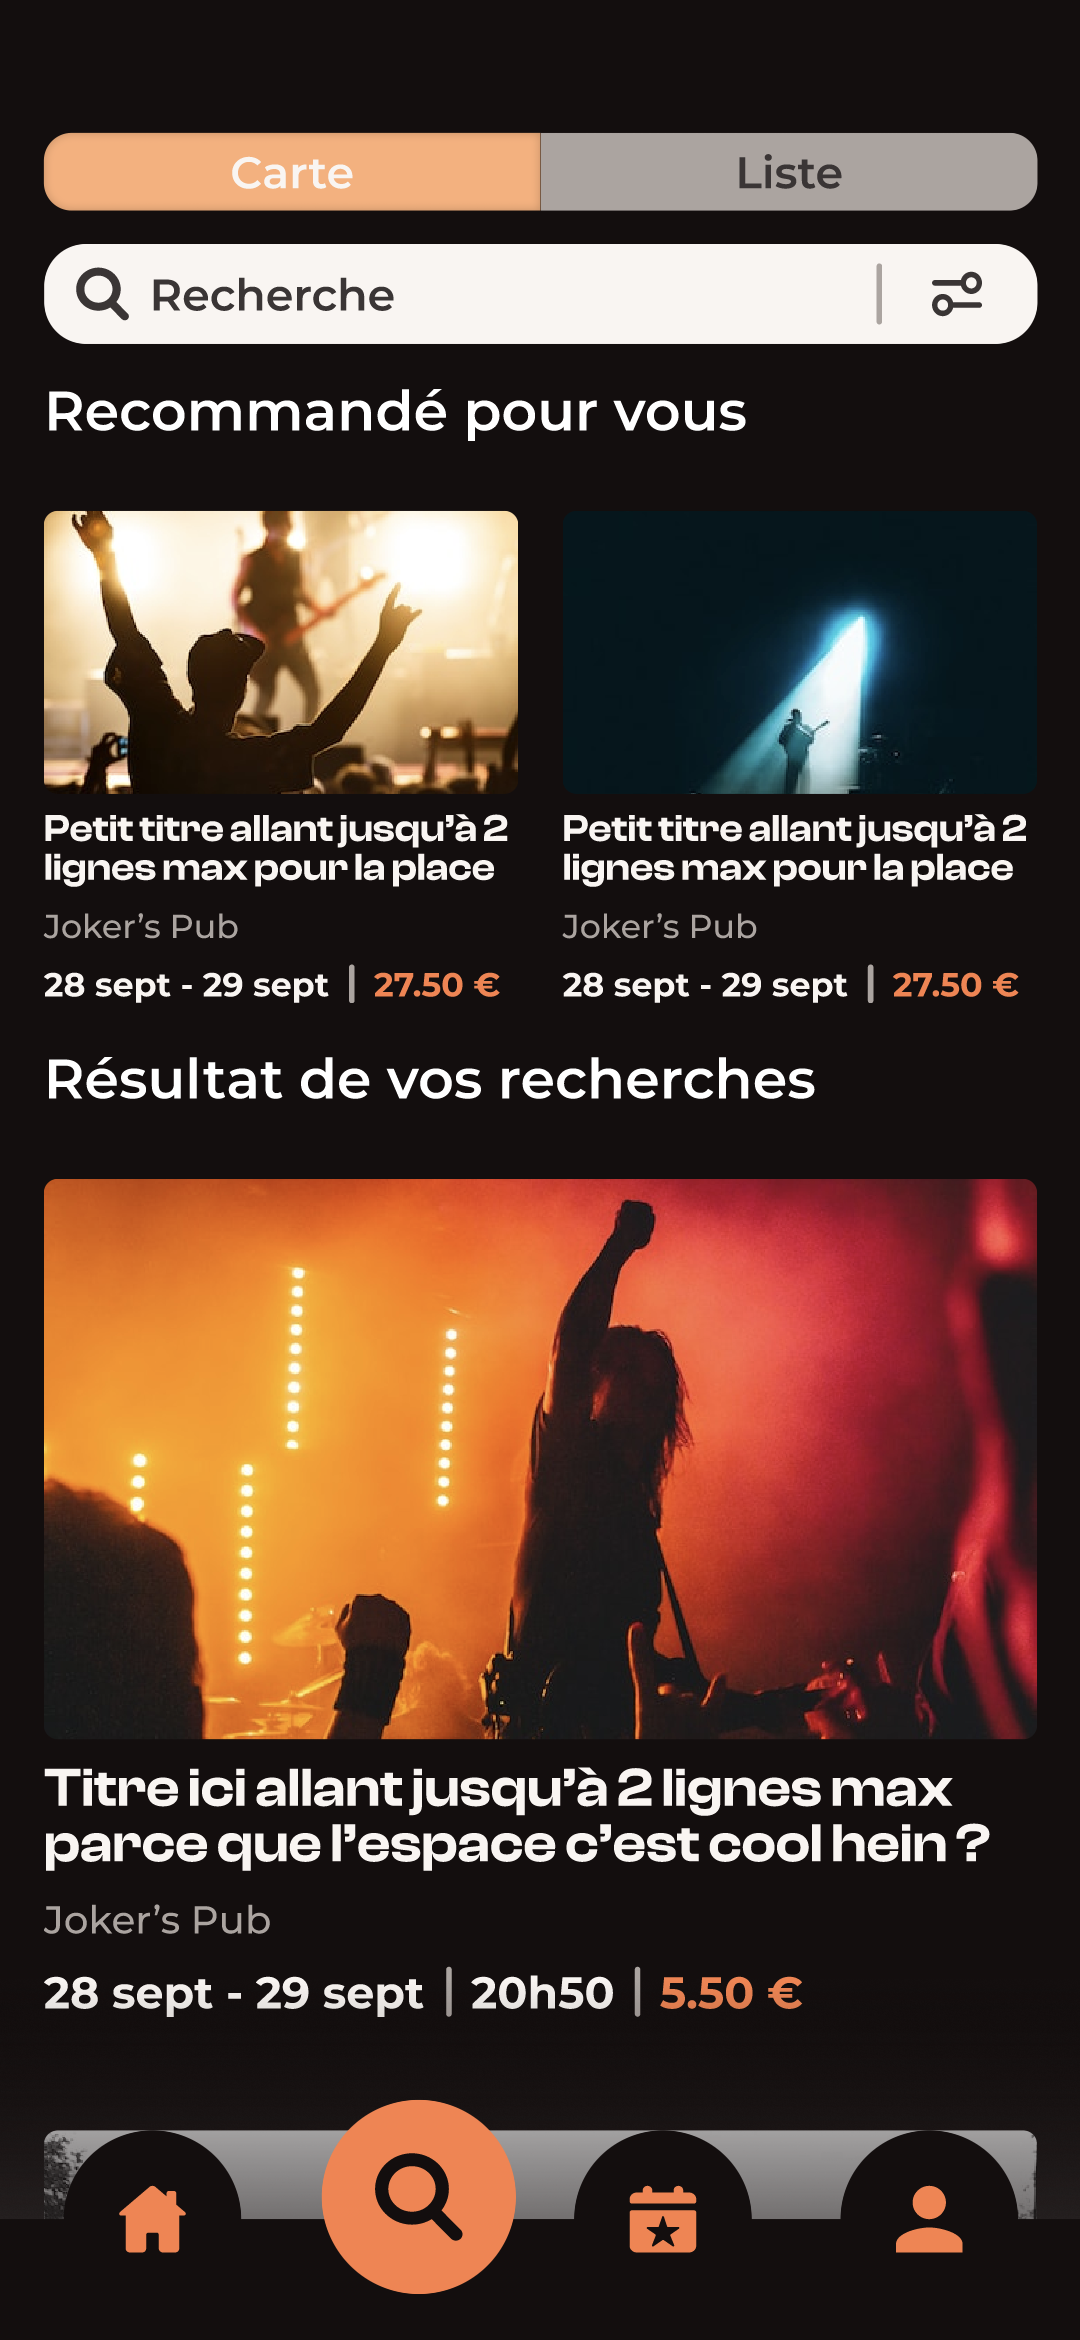 Carte
Liste
Recherche
Recommandé pour vous
Petit titre allant jusqu’à 2
lignes max pour la place
Joker’s Pub
28 sept - 29 sept | 27.50 €
Petit titre allant jusqu’à 2
lignes max pour la place
Joker’s Pub
28 sept - 29 sept | 27.50 €
Résultat de vos recherches
Titre ici allant jusqu’à 2 lignes max
parce que l’espace c’est cool hein ?
Joker’s Pub
28 sept - 29 sept | 20h50 | 5.50 €